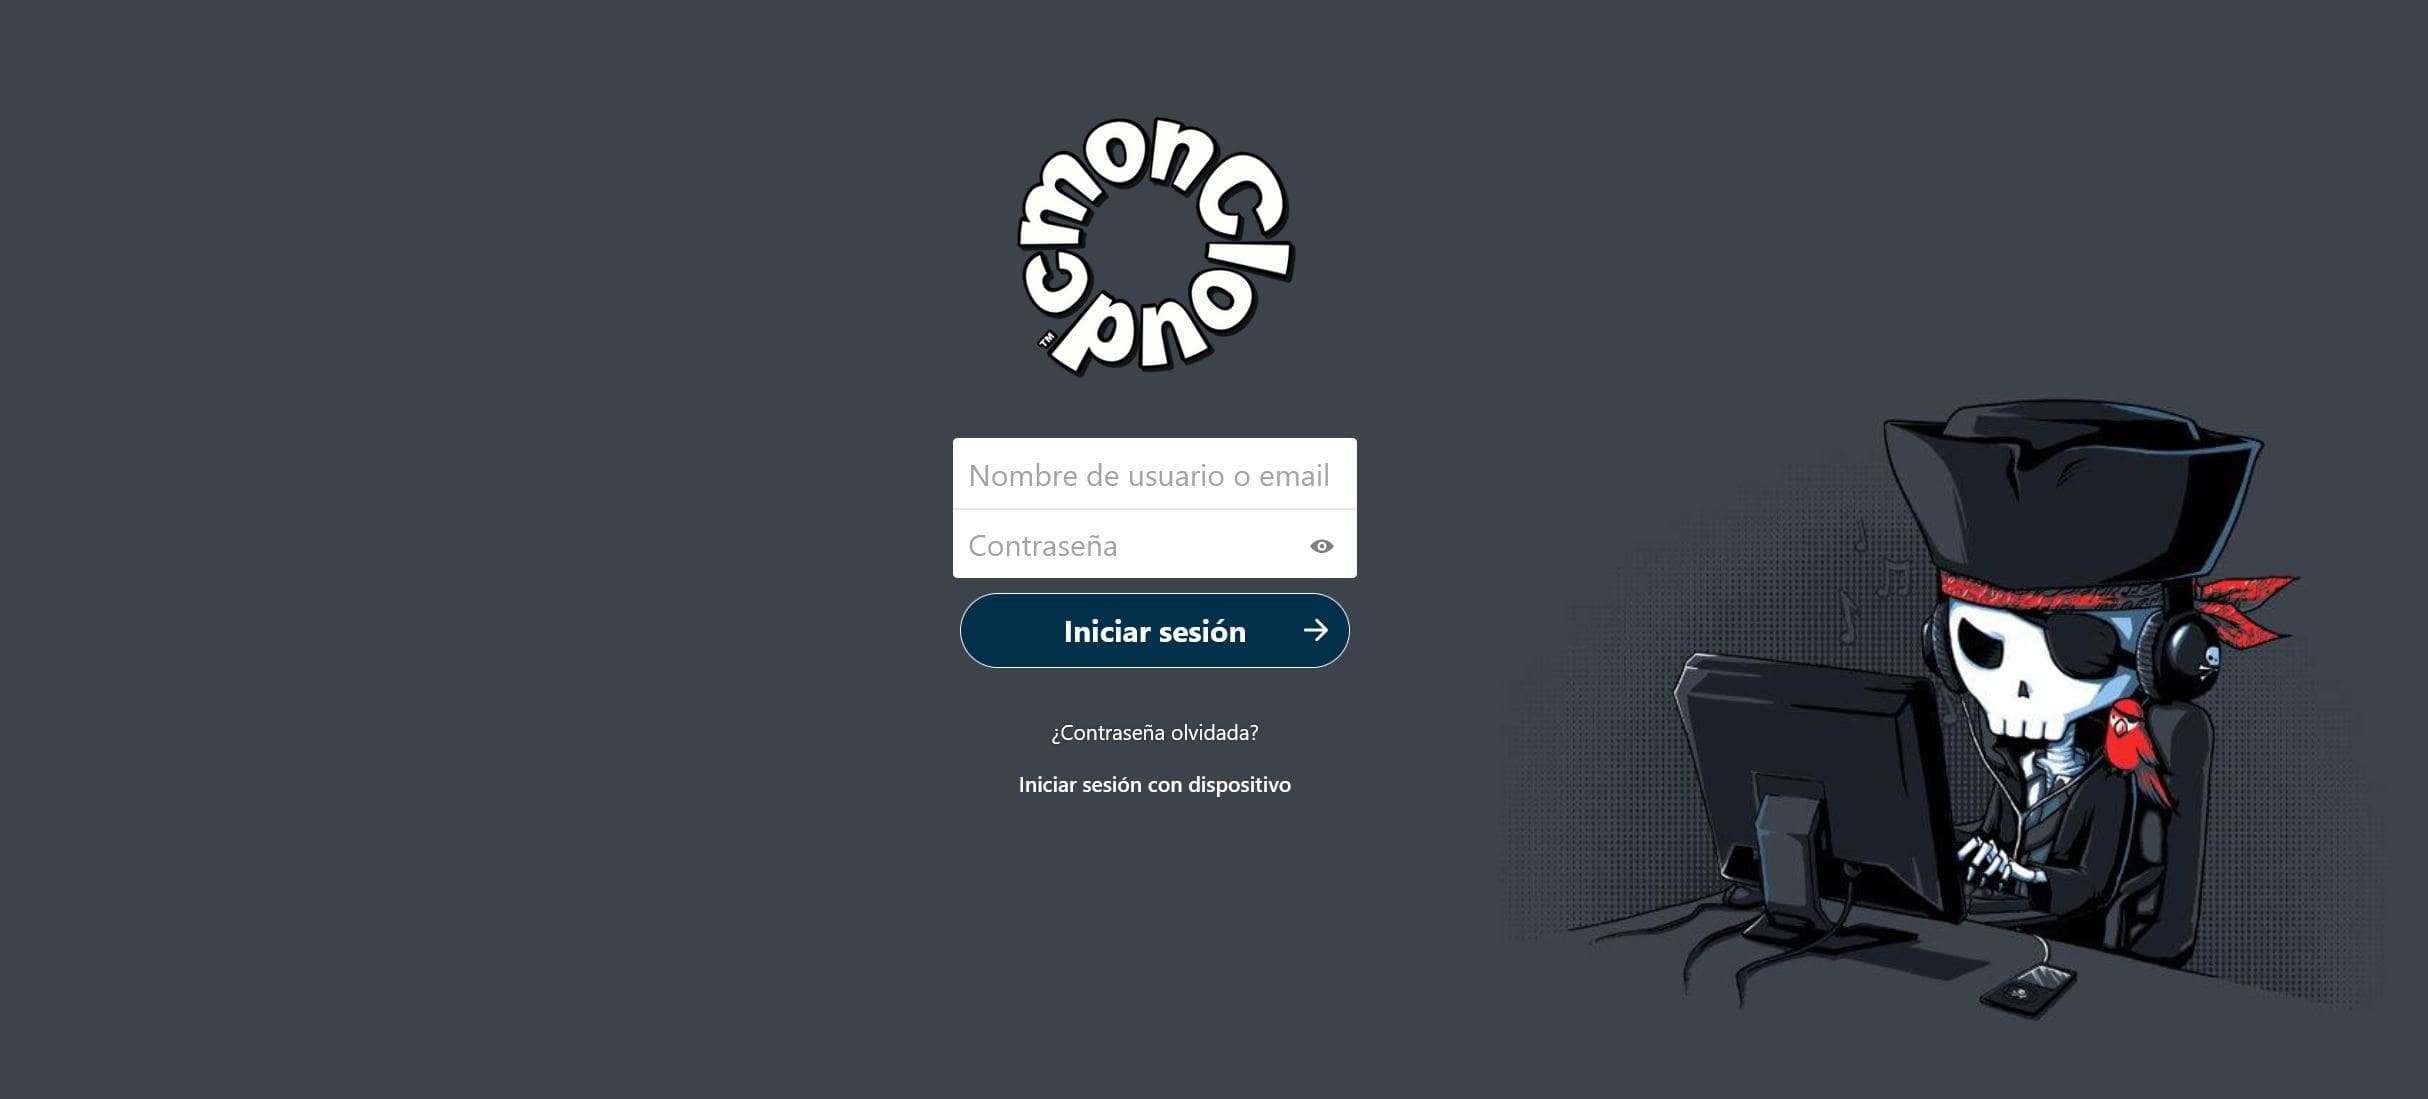 cmonCloud™
Nombre de usuario o email
Contraseña
Iniciar sesión
¿Contraseña olvidada?
Iniciar sesión con dispositivo